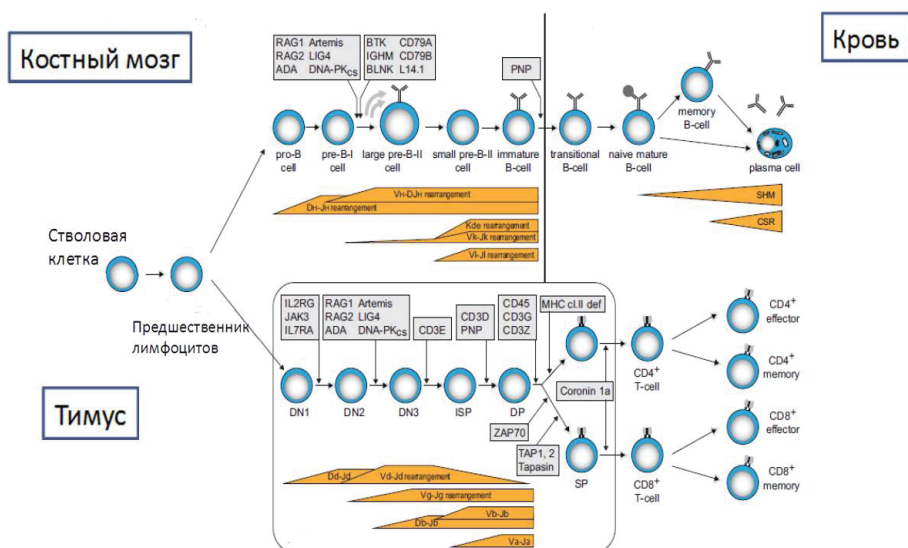 Костный мозг
Кровь
RAG1 Artemis
RAG2 LIG4
ADA DNA-PKcs
BTK CD79A
IGHM CD79B
BLNK L14.1
PNP
pro-B
cell
pre-B-I
cell
large pre-B-II
cell
small pre-B-II
cell
immature
B-cell
transitional
B-cell
naive mature
B-cell
memory
B-cell
plasma cell
VH-DJH rearrangement
DH-JH rearrangement
Kde rearrangement
Vk-Jk rearrangement
Vl-Jl rearrangement
SHM
CSR
Стволовая
клетка
Предшественник
лимфоцитов
Тимус
IL2RG
JAK3
IL7RA
RAG1 Artemis
RAG2 LIG4
ADA DNA-PKcs
CD3E
CD3D
PNP
CD45
CD3G
CD3Z
MHC cl.II def.
DN1
DN2
DN3
ISP
DP
ZAP70
TAP1, 2
Tapasin
Coronin 1a
SP
CD4+
T-cell
CD8+
T-cell
CD4+
effector
CD4+
memory
CD8+
effector
CD8+
memory
Dd-Jd
Vd-Jd rearrangement
Vg-Jg rearrangement
Vb-Jb
Db-Jb
Va-Ja